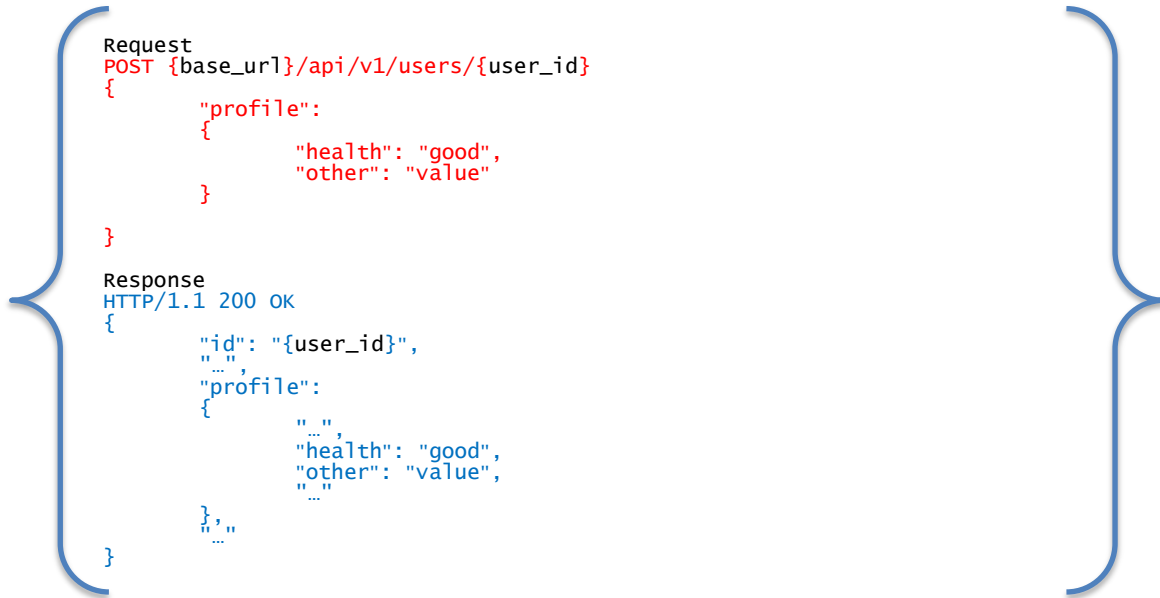 Request
POST {base_url}/api/v1/users/{user_id}
{
"profile":
{
"health": "good",
"other": "value"
}
}
Response
HTTP/1.1 200 OK
{
"id": "{user_id}",
"…",
"profile":
{
"…",
"health": "good",
"other": "value",
"…"
},
"…"
}